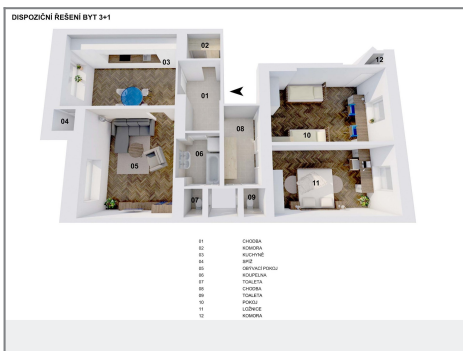 DISPOZIČNÍ ŘEŠENÍ BYT 3+1
02
03
12
01
04
08
10
06
05
11
07
09
01 CHODBA
02 KOMORA
03 KUCHYNĚ
04 SPÍŽ
05 OBÝVACÍ POKOJ
06 KOUPELNA
07 TOALETA
08 CHODBA
09 TOALETA
10 POKOJ
11 LOŽNICE
12 KOMORA